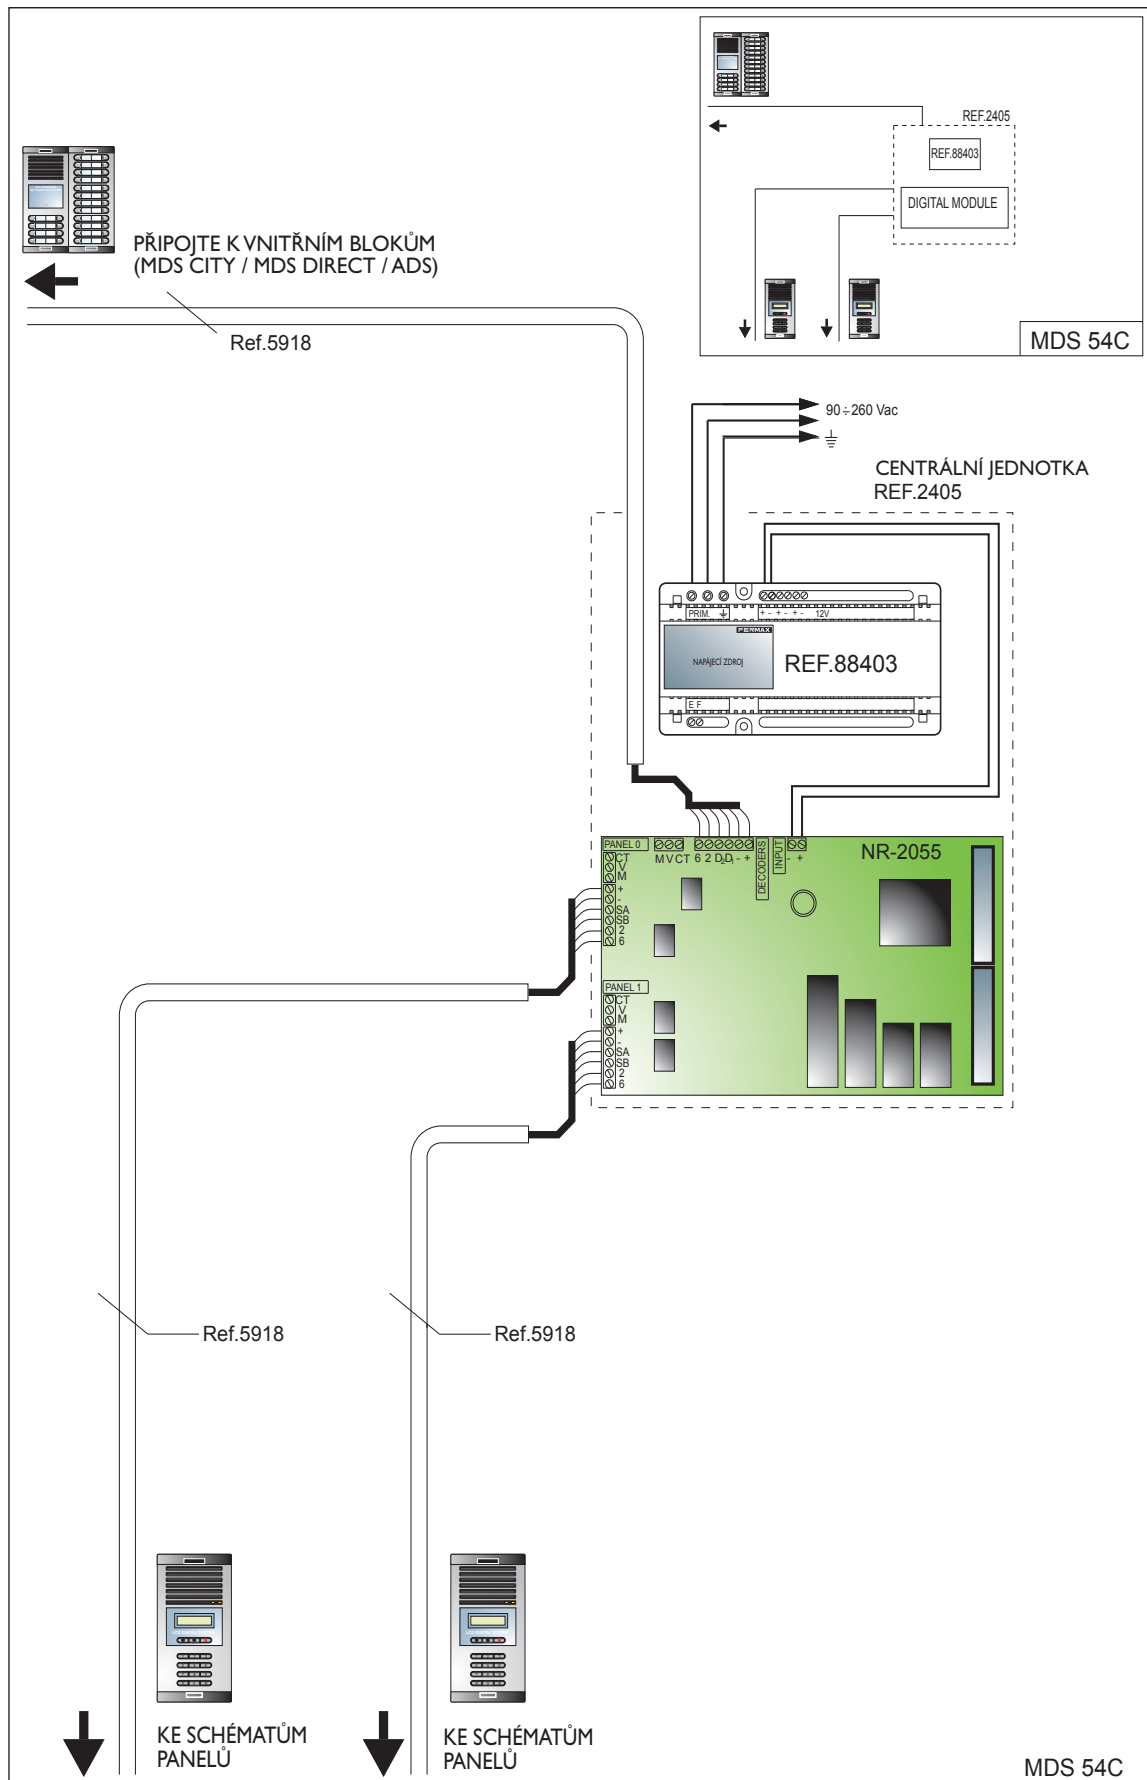 REF.2405
REF.88403
DIGITAL MODULE
MDS 54C
PŘIPOJTE K VNITŘNÍM BLOKŮM
(MDS CITY / MDS DIRECT / ADS)
Ref.5918
90÷260 Vac
CENTRÁLNÍ JEDNOTKA
REF.2405
PRIM.
+ - + - + - 12V
FERMAX
NAPÁJECÍ ZDROJ
REF.88403
E F
PANEL 0
M V CT 6 2 D2 D1 - +
DECODERS
INPUT
- +
NR-2055
CT
V
M
+
-
SA
SB
2
6
PANEL 1
CT
V
M
+
-
SA
SB
2
6
Ref.5918
Ref.5918
KE SCHÉMATŮM
PANELŮ
KE SCHÉMATŮM
PANELŮ
MDS 54C